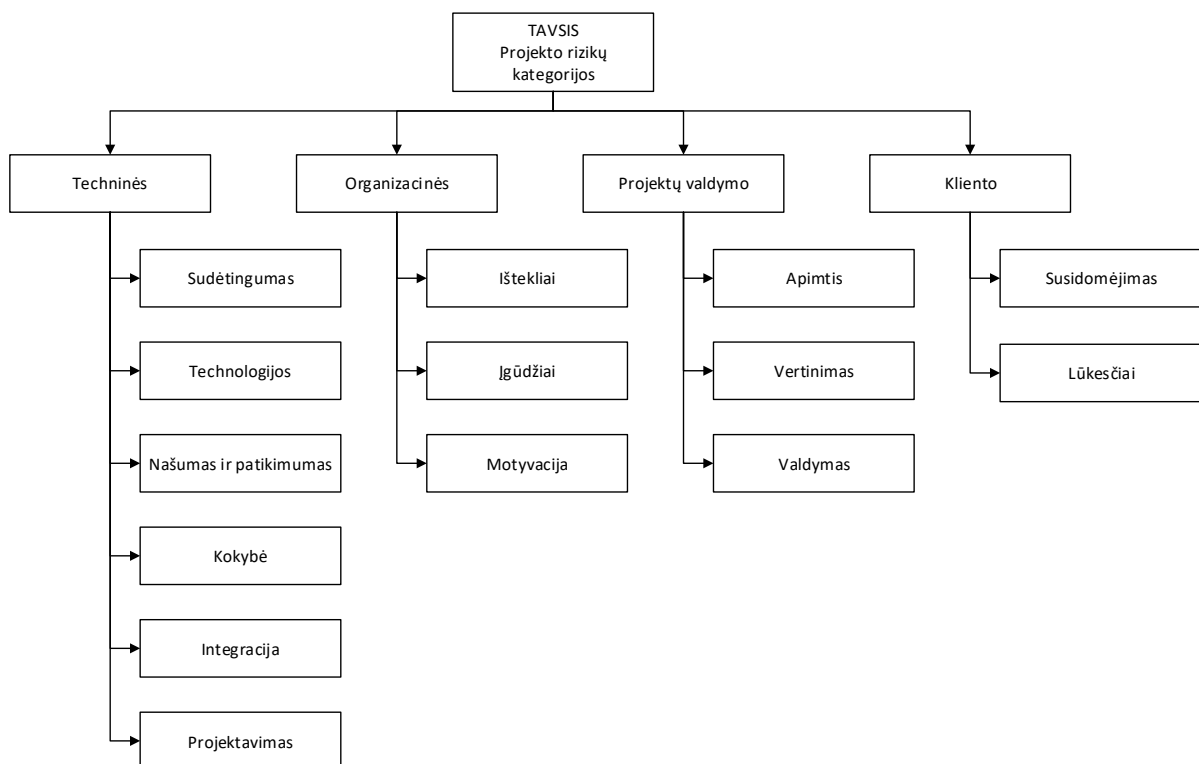 TAVSIS
Projekto rizikų
kategorijos
Techninės
Organizacinės
Projektų valdymo
Kliento
Sudėtingumas
Ištekliai
Apimtis
Susidomėjimas
Technologijos
Įgūdžiai
Vertinimas
Lūkesčiai
Našumas ir patikimumas
Motyvacija
Valdymas
Kokybė
Integracija
Projektavimas